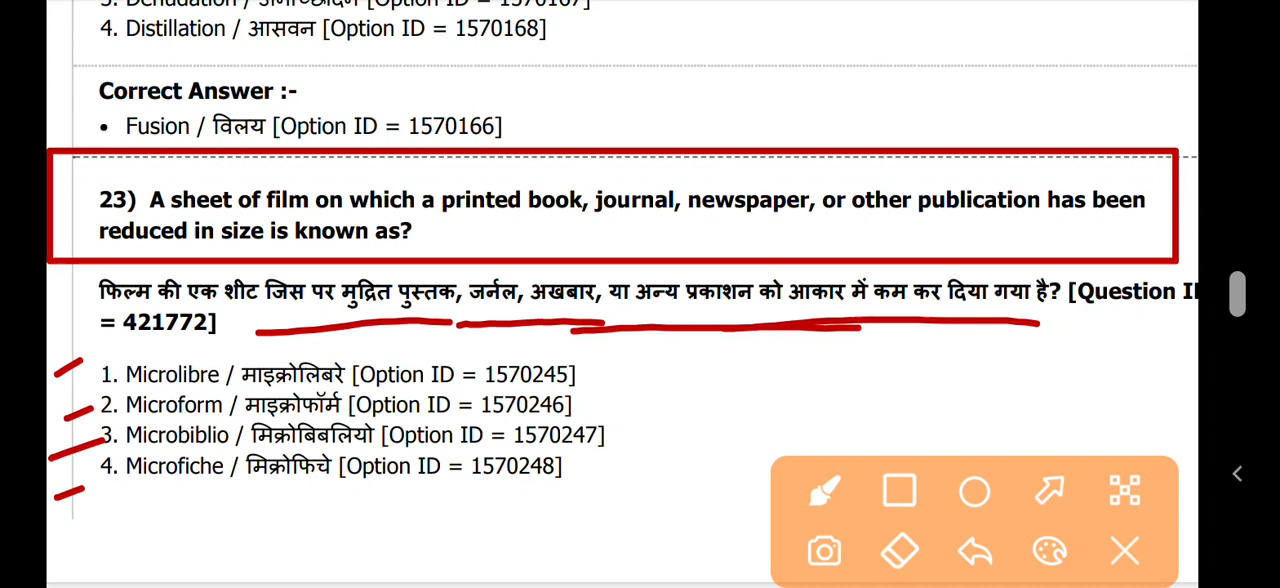 4. Distillation / आसवन [Option ID = 1570168]
Correct Answer :-
• Fusion / विलय [Option ID = 1570166]
23) A sheet of film on which a printed book, journal, newspaper, or other publication has been
reduced in size is known as?
फिल्म की एक शीट जिस पर मुद्रित पुस्तक, जर्नल, अखबार, या अन्य प्रकाशन को आकार में कम कर दिया गया है? [Question I
= 421772]
1. Microlibre / माइक्रोलिबरे [Option ID = 1570245]
2. Microform / माइक्रोफॉर्म [Option ID = 1570246]
3. Microbiblio / मिक्रोबिबलियो [Option ID = 1570247]
4. Microfiche / मिक्रोफिचे [Option ID = 1570248]